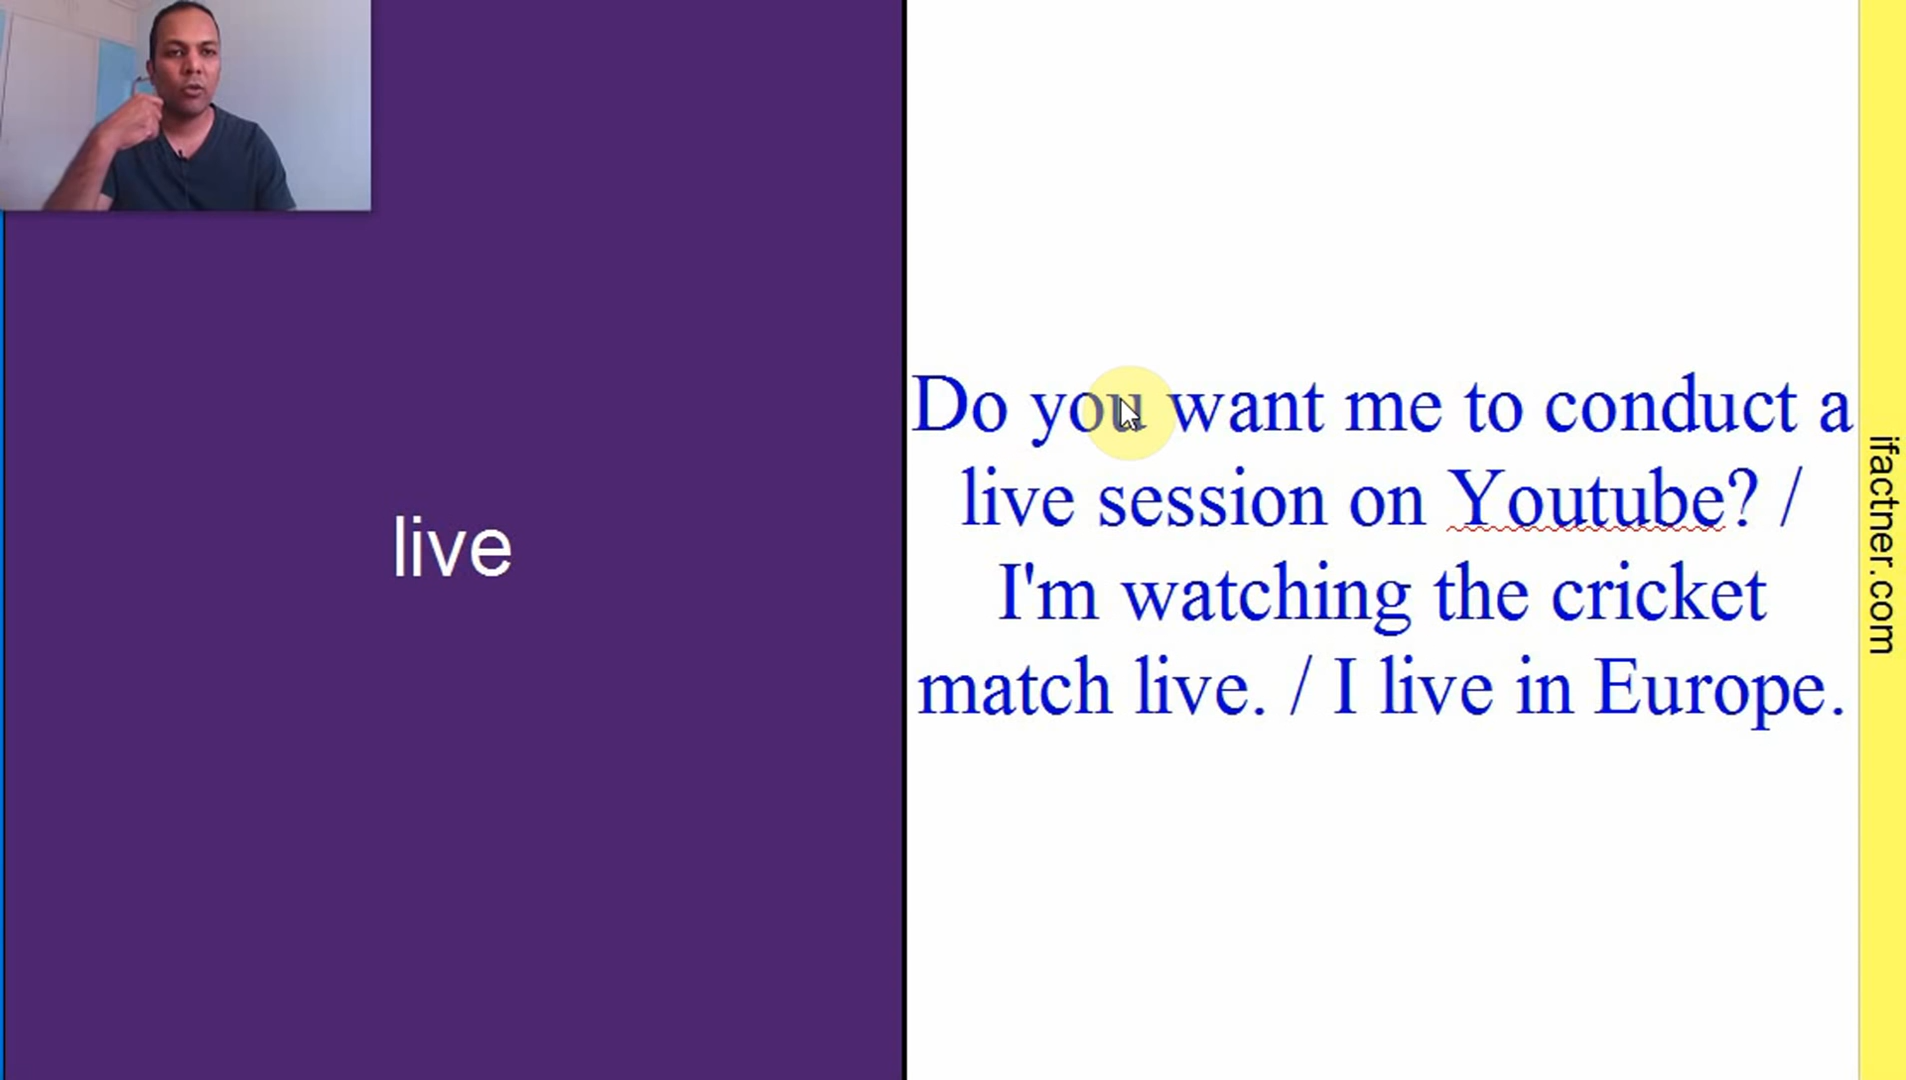 live
Do you want me to conduct a
live session on Youtube? /
I'm watching the cricket
match live. / I live in Europe.
ifactner.com